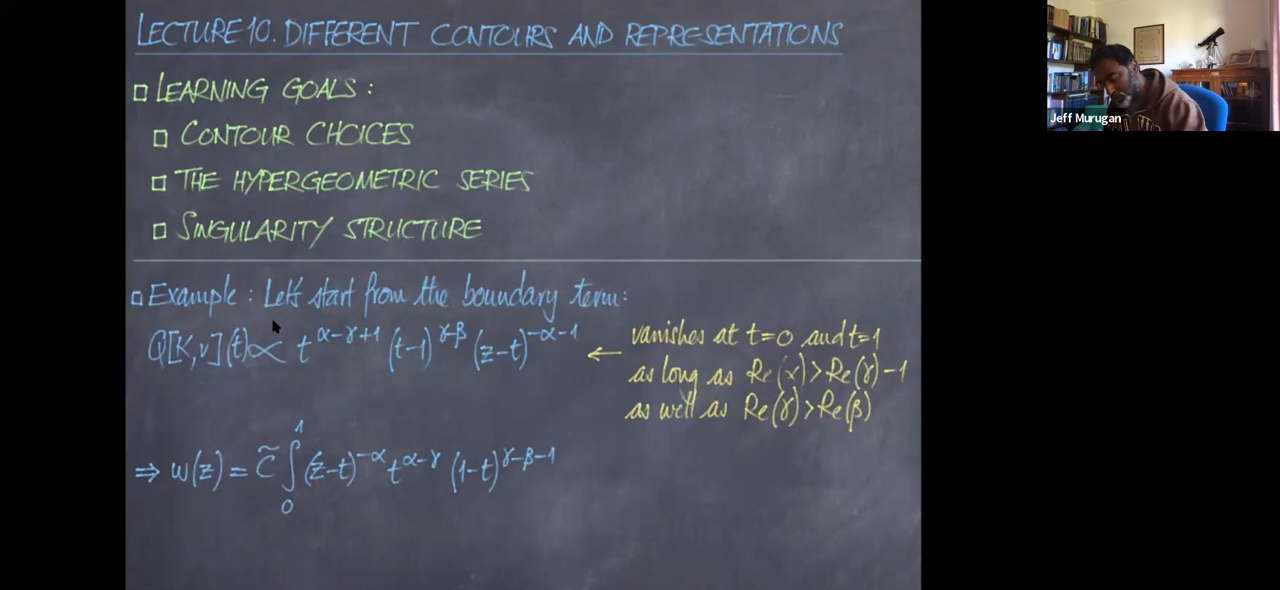 LECTURE 10. DIFFERENT CONTOURS AND REPRESENTATIONS
□ LEARNING GOALS :
□ CONTOUR CHOICES
□ THE HYPERGEOMETRIC SERIES
□ SINGULARITY STRUCTURE
□ Example : Let's start from the boundary term:
Q[K,v](t) ∝ t^{α-γ+1} (t-1)^{γ-β} (z-t)^{-α-1}
← vanishes at t=0 and t=1
as long as Re(α) > Re(γ) -1
as well as Re(γ) > Re(β)
⇒ w(z) = C̃ ∫_0^1 (z-t)^{-α} t^{α-γ} (1-t)^{γ-β-1}
Jeff Murugan